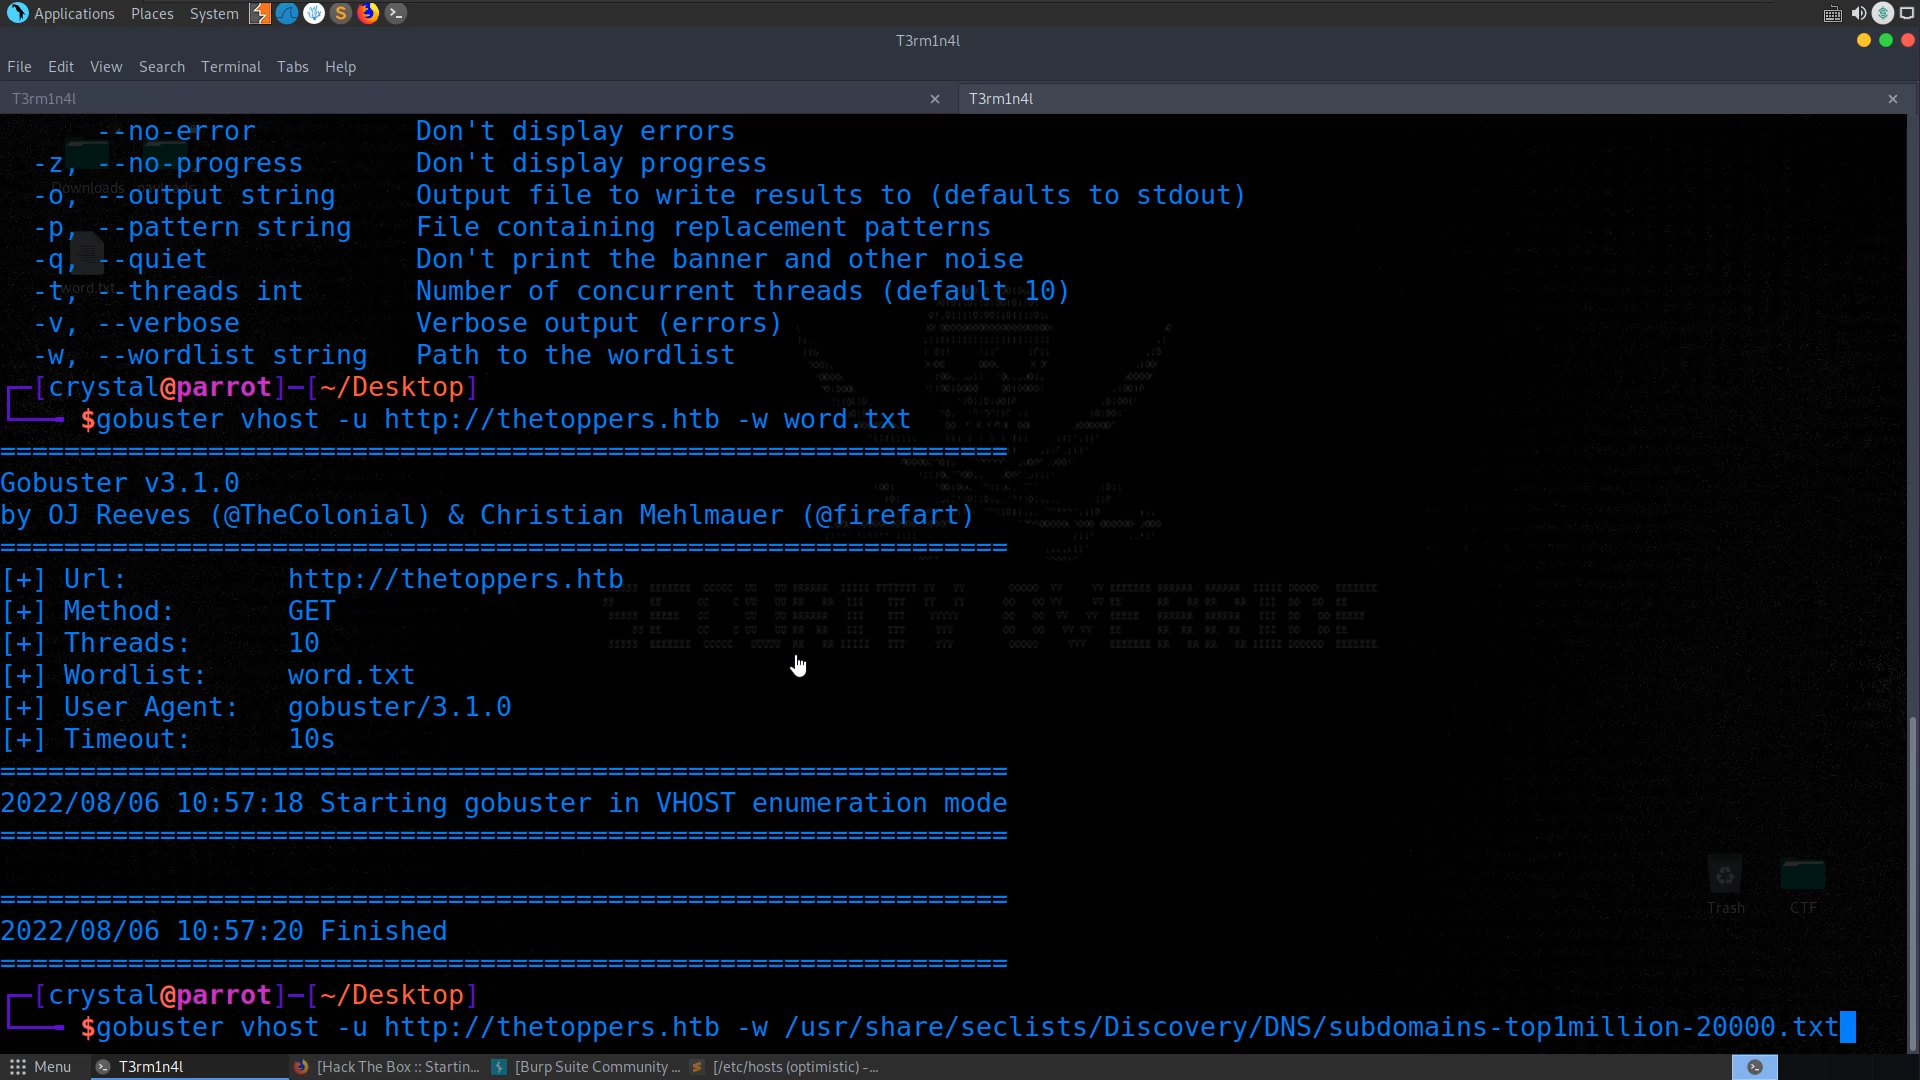 Applications Places System
T3rm1n4l
File Edit View Search Terminal Tabs Help
T3rm1n4l × T3rm1n4l ×
--no-error Don't display errors
-z, --no-progress Don't display progress
-o, --output string Output file to write results to (defaults to stdout)
-p, --pattern string File containing replacement patterns
-q, --quiet Don't print the banner and other noise
-t, --threads int Number of concurrent threads (default 10)
-v, --verbose Verbose output (errors)
-w, --wordlist string Path to the wordlist
Downloads
word.txt
┌─[crystal@parrot]─[~/Desktop]
└──╼ $gobuster vhost -u http://thetoppers.htb -w word.txt
===============================================================
Gobuster v3.1.0
by OJ Reeves (@TheColonial) & Christian Mehlmauer (@firefart)
===============================================================
[+] Url: http://thetoppers.htb
[+] Method: GET
[+] Threads: 10
[+] Wordlist: word.txt
[+] User Agent: gobuster/3.1.0
[+] Timeout: 10s
===============================================================
2022/08/06 10:57:18 Starting gobuster in VHOST enumeration mode
===============================================================
===============================================================
2022/08/06 10:57:20 Finished
===============================================================
┌─[crystal@parrot]─[~/Desktop]
└──╼ $gobuster vhost -u http://thetoppers.htb -w /usr/share/seclists/Discovery/DNS/subdomains-top1million-20000.txt
Trash CTF
Menu T3rm1n4l [Hack The Box :: Startin... [Burp Suite Community ... [/etc/hosts (optimistic) -...